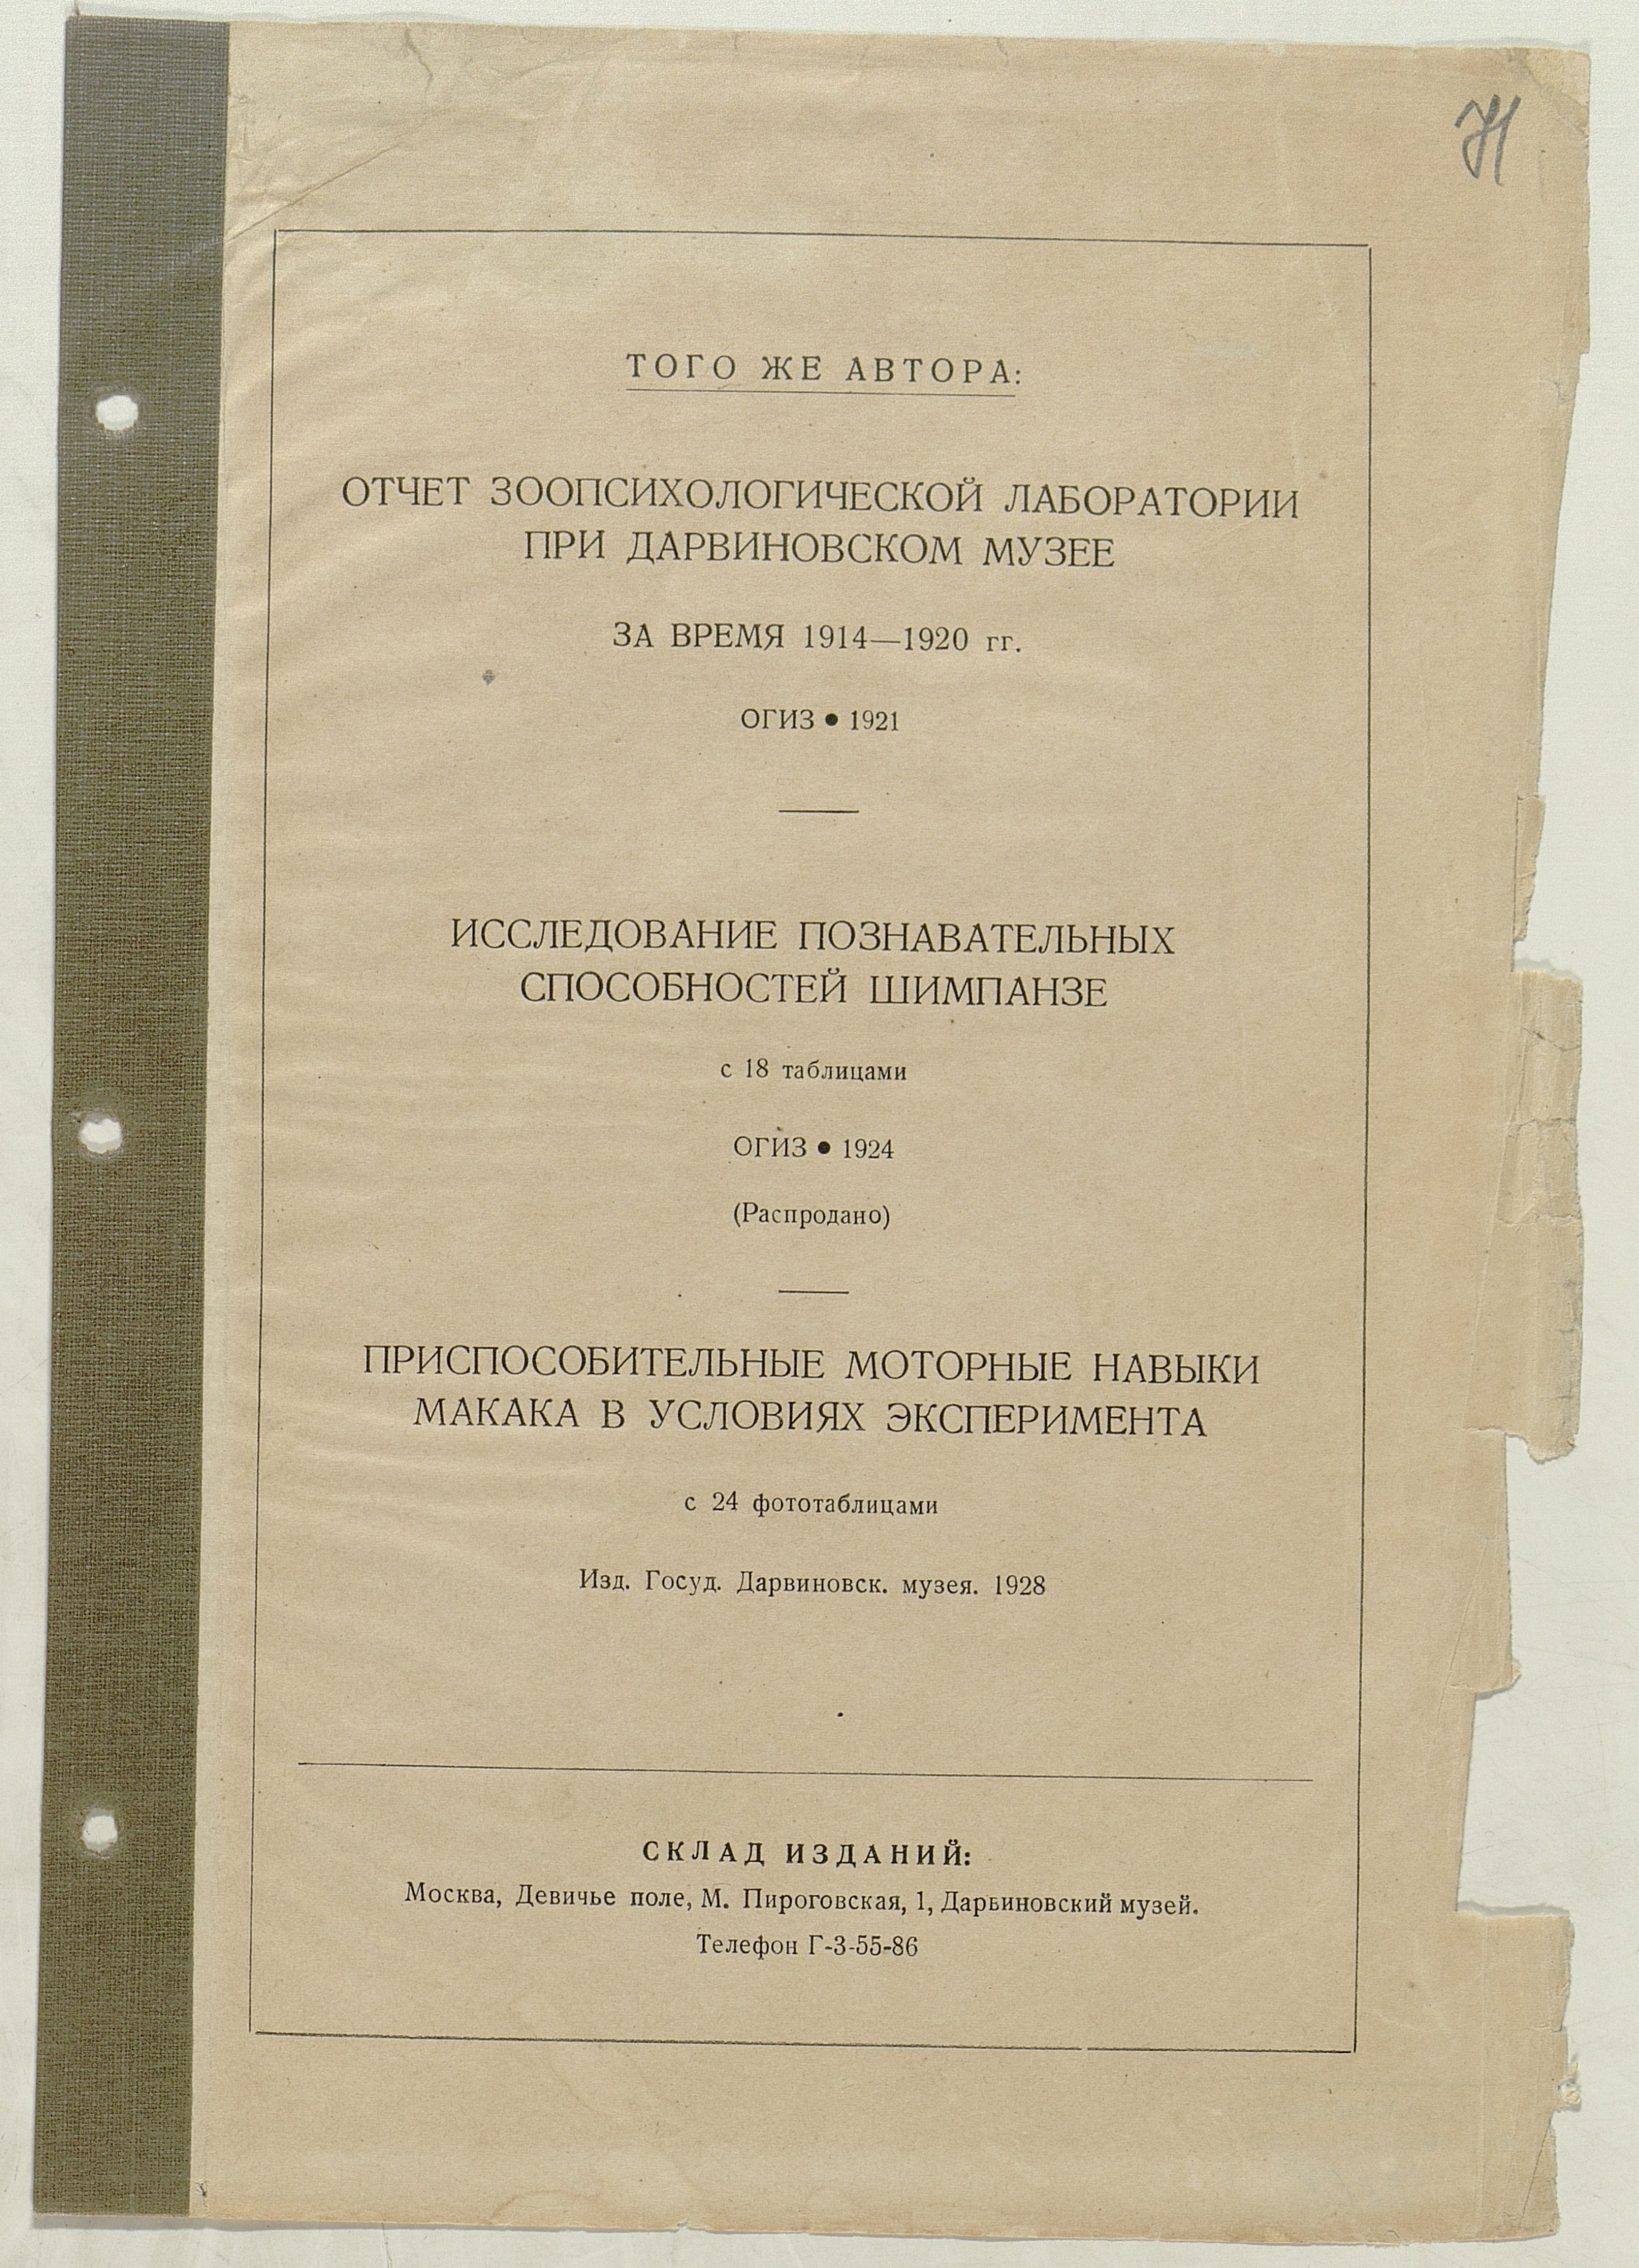 ТОГО ЖЕ АВТОРА:
ОТЧЕТ ЗООПСИХОЛОГИЧЕСКОЙ ЛАБОРАТОРИИ
ПРИ ДАРВИНОВСКОМ МУЗЕЕ
ЗА ВРЕМЯ 1914—1920 гг.
ОГИЗ • 1921
ИССЛЕДОВАНИЕ ПОЗНАВАТЕЛЬНЫХ
СПОСОБНОСТЕЙ ШИМПАНЗЕ
с 18 таблицами
ОГИЗ • 1924
(Распродано)
ПРИСПОСОБИТЕЛЬНЫЕ МОТОРНЫЕ НАВЫКИ
МАКАКА В УСЛОВИЯХ ЭКСПЕРИМЕНТА
с 24 фототаблицами
Изд. Госуд. Дарвиновск. музея. 1928
СКЛАД ИЗДАНИЙ:
Москва, Девичье поле, М. Пироговская, 1, Дарвиновский музей.
Телефон Г-3-55-86